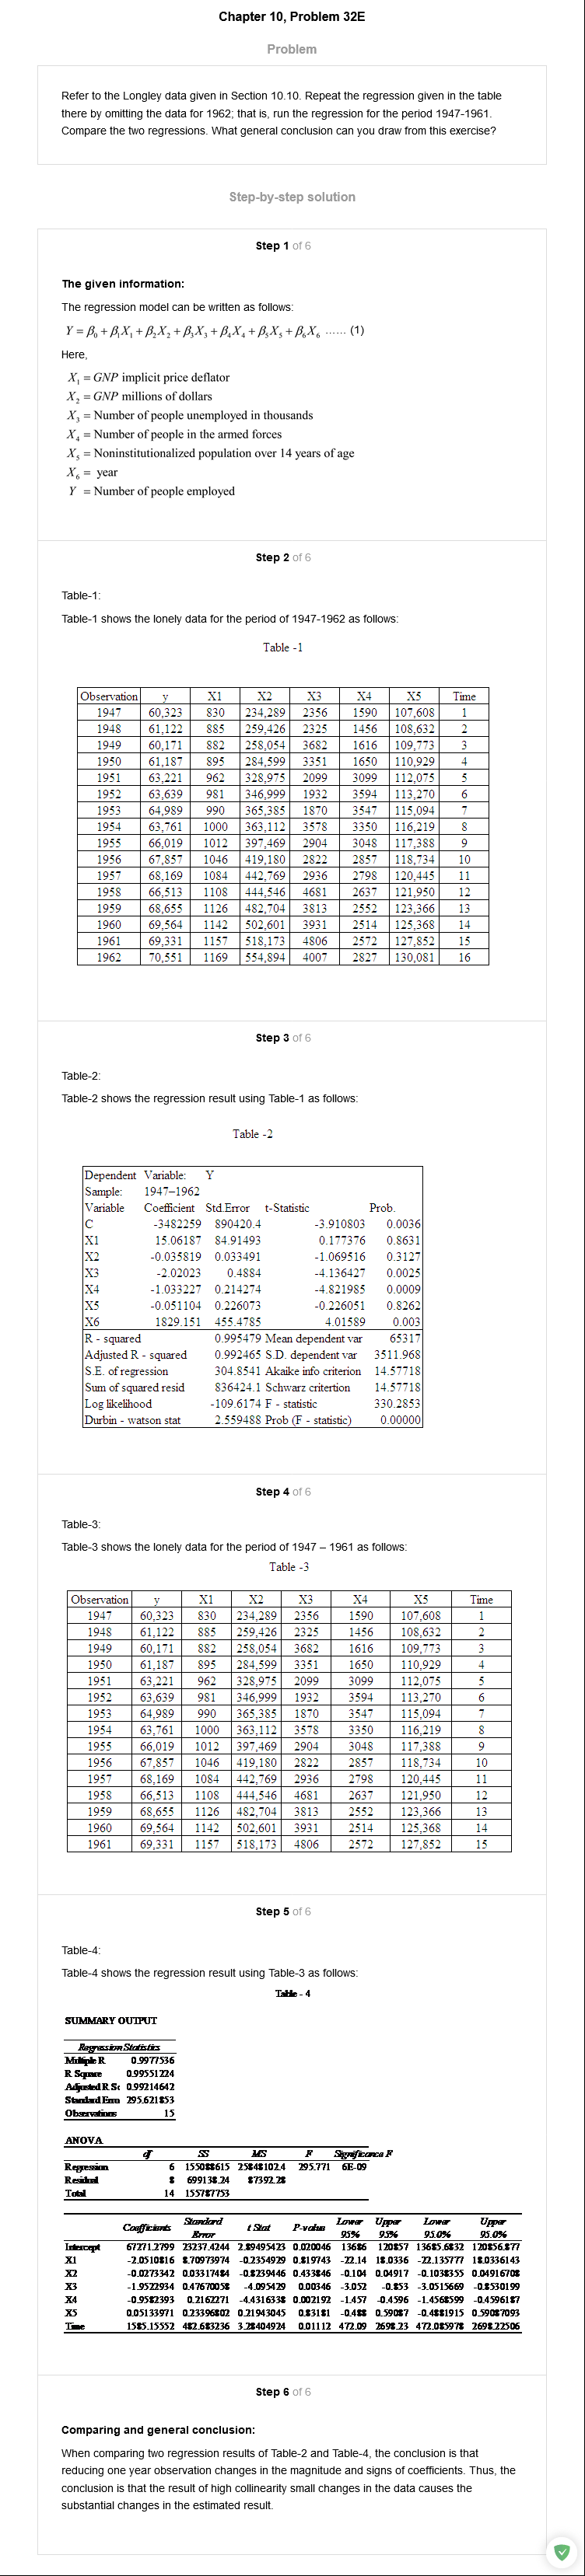 Chapter 10, Problem 32E
Problem
Refer to the Longley data given in Section 10.10. Repeat the regression given in the table
there by omitting the data for 1962; that is, run the regression for the period 1947-1961.
Compare the two regressions. What general conclusion can you draw from this exercise?
Step-by-step solution
Step 1 of 6
The given information:
The regression model can be written as follows:
Y = β₀ + β₁X₁ + β₂X₂ + β₃X₃ + β₄X₄ + β₅X₅ + β₆X₆ ...... (1)
Here,
X₁ = GNP implicit price deflator
X₂ = GNP millions of dollars
X₃ = Number of people unemployed in thousands
X₄ = Number of people in the armed forces
X₅ = Noninstitutionalized population over 14 years of age
X₆ = year
Y = Number of people employed
Step 2 of 6
Table-1:
Table-1 shows the lonely data for the period of 1947-1962 as follows:
Table -1
Observation y X1 X2 X3 X4 X5 Time
1947 60,323 830 234,289 2356 1590 107,608 1
1948 61,122 885 259,426 2325 1456 108,632 2
1949 60,171 882 258,054 3682 1616 109,773 3
1950 61,187 895 284,599 3351 1650 110,929 4
1951 63,221 962 328,975 2099 3099 112,075 5
1952 63,639 981 346,999 1932 3594 113,270 6
1953 64,989 990 365,385 1870 3547 115,094 7
1954 63,761 1000 363,112 3578 3350 116,219 8
1955 66,019 1012 397,469 2904 3048 117,388 9
1956 67,857 1046 419,180 2822 2857 118,734 10
1957 68,169 1084 442,769 2936 2798 120,445 11
1958 66,513 1108 444,546 4681 2637 121,950 12
1959 68,655 1126 482,704 3813 2552 123,366 13
1960 69,564 1142 502,601 3931 2514 125,368 14
1961 69,331 1157 518,173 4806 2572 127,852 15
1962 70,551 1169 554,894 4007 2827 130,081 16
Step 3 of 6
Table-2:
Table-2 shows the regression result using Table-1 as follows:
Table -2
Dependent Variable: Y
Sample: 1947–1962
Variable Coefficient Std.Error t-Statistic Prob.
C -3482259 890420.4 -3.910803 0.0036
X1 15.06187 84.91493 0.177376 0.8631
X2 -0.035819 0.033491 -1.069516 0.3127
X3 -2.02023 0.4884 -4.136427 0.0025
X4 -1.033227 0.214274 -4.821985 0.0009
X5 -0.051104 0.226073 -0.226051 0.8262
X6 1829.151 455.4785 4.01589 0.003
R - squared 0.995479 Mean dependent var 65317
Adjusted R - squared 0.992465 S.D. dependent var 3511.968
S.E. of regression 304.8541 Akaike info criterion 14.57718
Sum of squared resid 836424.1 Schwarz critertion 14.57718
Log likelihood -109.6174 F - statistic 330.2853
Durbin - watson stat 2.559488 Prob (F - statistic) 0.00000
Step 4 of 6
Table-3:
Table-3 shows the lonely data for the period of 1947 – 1961 as follows:
Table -3
Observation y X1 X2 X3 X4 X5 Time
1947 60,323 830 234,289 2356 1590 107,608 1
1948 61,122 885 259,426 2325 1456 108,632 2
1949 60,171 882 258,054 3682 1616 109,773 3
1950 61,187 895 284,599 3351 1650 110,929 4
1951 63,221 962 328,975 2099 3099 112,075 5
1952 63,639 981 346,999 1932 3594 113,270 6
1953 64,989 990 365,385 1870 3547 115,094 7
1954 63,761 1000 363,112 3578 3350 116,219 8
1955 66,019 1012 397,469 2904 3048 117,388 9
1956 67,857 1046 419,180 2822 2857 118,734 10
1957 68,169 1084 442,769 2936 2798 120,445 11
1958 66,513 1108 444,546 4681 2637 121,950 12
1959 68,655 1126 482,704 3813 2552 123,366 13
1960 69,564 1142 502,601 3931 2514 125,368 14
1961 69,331 1157 518,173 4806 2572 127,852 15
Step 5 of 6
Table-4:
Table-4 shows the regression result using Table-3 as follows:
Table - 4
SUMMARY OUTPUT
Regression Statistics
Multiple R 0.9977536
R Square 0.99551224
Adjusted R Sc 0.99214642
Standard Erro 295.621853
Observations 15
ANOVA
df SS MS F Significance F
Regression 6 155088615 25848102.4 295.771 6E-09
Residual 8 699138.24 87392.28
Total 14 155787753
Coefficients Standard Error t Stat P-value Lower 95% Upper 95% Lower 95.0% Upper 95.0%
Intercept 67271.2799 23237.4244 2.89495423 0.020046 13686 120857 13685.6832 120856.877
X1 -2.0510816 8.70973974 -0.2354929 0.819743 -22.14 18.0336 -22.135777 18.0336143
X2 -0.0273342 0.03317484 -0.8239446 0.433846 -0.104 0.04917 -0.1038355 0.04916708
X3 -1.9522934 0.47670058 -4.095429 0.00346 -3.052 -0.853 -3.0515669 -0.8530199
X4 -0.9582393 0.2162271 -4.4316338 0.002192 -1.457 -0.4596 -1.4568599 -0.4596187
X5 0.05133971 0.23396802 0.21943045 0.83181 -0.488 0.59087 -0.4881915 0.59087093
Time 1585.15552 482.683236 3.28404924 0.01112 472.09 2698.23 472.085978 2698.22506
Step 6 of 6
Comparing and general conclusion:
When comparing two regression results of Table-2 and Table-4, the conclusion is that
reducing one year observation changes in the magnitude and signs of coefficients. Thus, the
conclusion is that the result of high collinearity small changes in the data causes the
substantial changes in the estimated result.